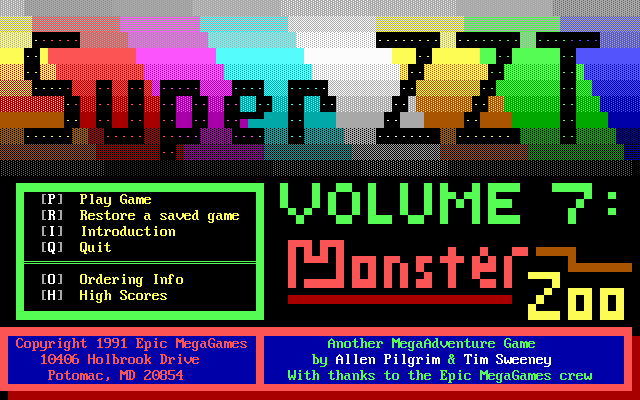 Super ZZT
[P] Play Game
[R] Restore a saved game
[I] Introduction
[Q] Quit
[O] Ordering Info
[H] High Scores
VOLUME 7:
Monster
Zoo
Copyright 1991 Epic MegaGames
10406 Holbrook Drive
Potomac, MD 20854
Another MegaAdventure Game
by Allen Pilgrim & Tim Sweeney
With thanks to the Epic MegaGames crew